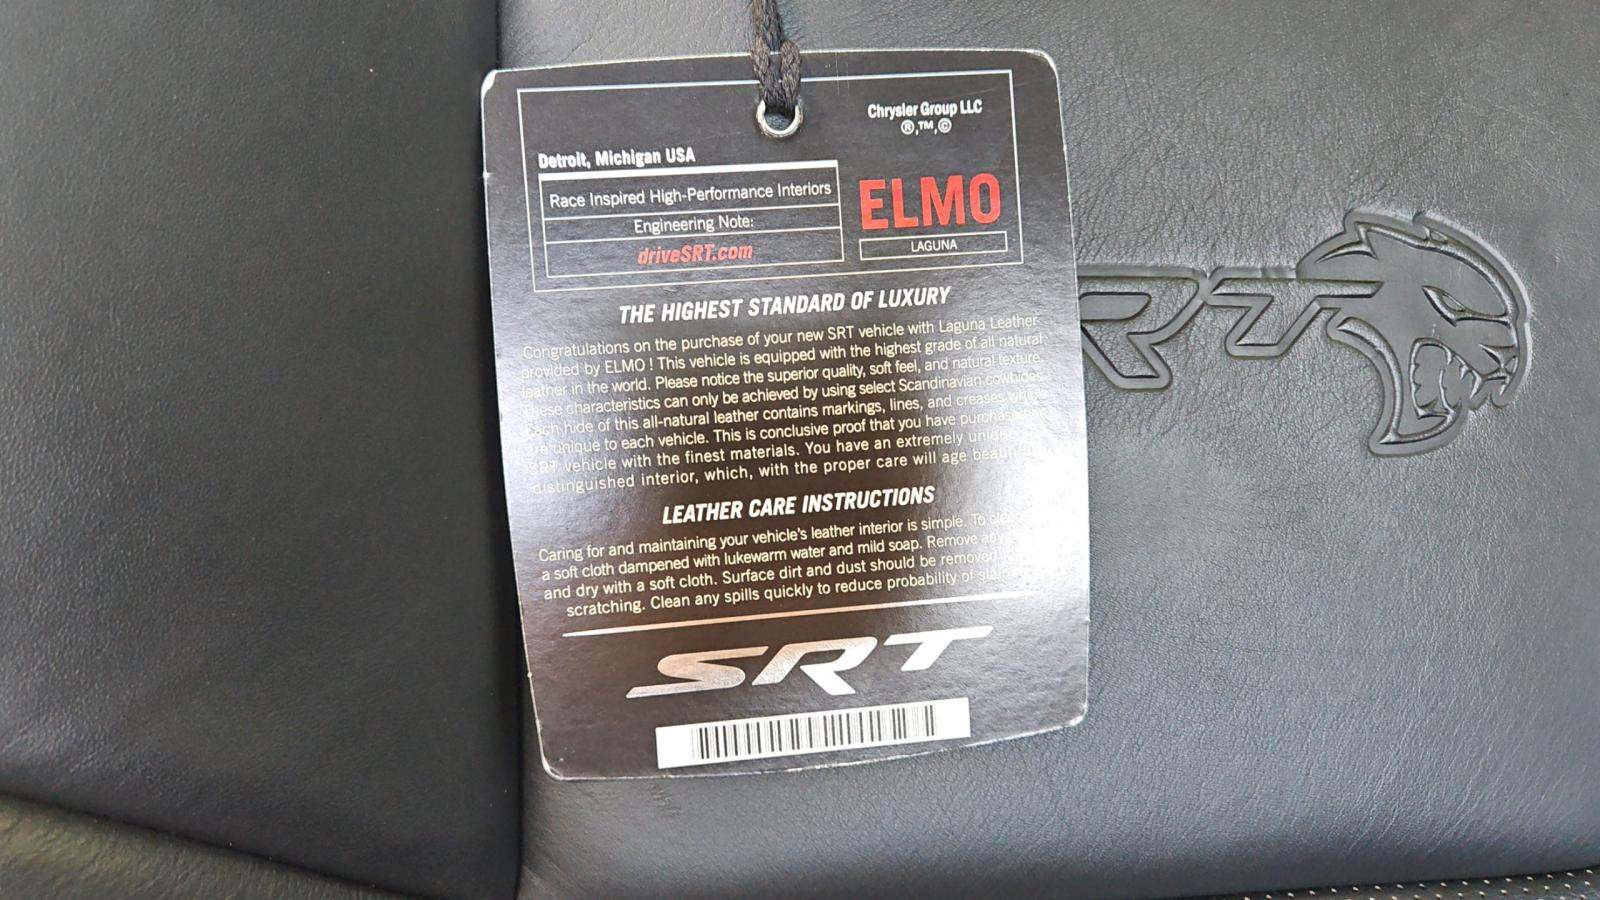 Chrysler Group LLC
®,™,©
Detroit, Michigan USA
Race Inspired High-Performance Interiors
Engineering Note:
driveSRT.com
ELMO
LAGUNA
THE HIGHEST STANDARD OF LUXURY
Congratulations on the purchase of your new SRT vehicle with Laguna Leather
provided by ELMO ! This vehicle is equipped with the highest grade of all natural
leather in the world. Please notice the superior quality, soft feel, and natural texture.
These characteristics can only be achieved by using select Scandinavian cowhides.
Each hide of this all-natural leather contains markings, lines, and creases which
are unique to each vehicle. This is conclusive proof that you have purchased
SRT vehicle with the finest materials. You have an extremely unique
distinguished interior, which, with the proper care will age beautifully
LEATHER CARE INSTRUCTIONS
Caring for and maintaining your vehicle's leather interior is simple. To
a soft cloth dampened with lukewarm water and mild soap. Remove any
and dry with a soft cloth. Surface dirt and dust should be removed
scratching. Clean any spills quickly to reduce probability of
SRT
RT